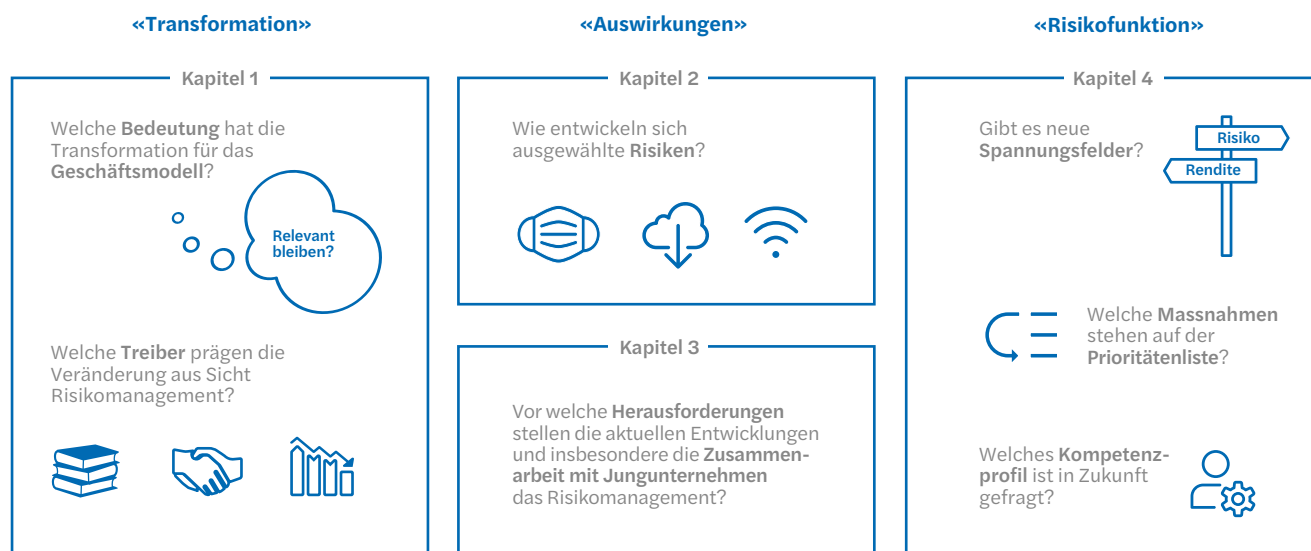 «Transformation»
Kapitel 1
Welche Bedeutung hat die
Transformation für das
Geschäftsmodell?
Relevant
bleiben?
Welche Treiber prägen die
Veränderung aus Sicht
Risikomanagement?
«Auswirkungen»
Kapitel 2
Wie entwickeln sich
ausgewählte Risiken?
Kapitel 3
Vor welche Herausforderungen
stellen die aktuellen Entwicklungen
und insbesondere die Zusammen-
arbeit mit Jungunternehmen
das Risikomanagement?
«Risikofunktion»
Kapitel 4
Gibt es neue
Spannungsfelder?
Risiko
Rendite
Welche Massnahmen
stehen auf der
Prioritätenliste?
Welches Kompetenz-
profil ist in Zukunft
gefragt?